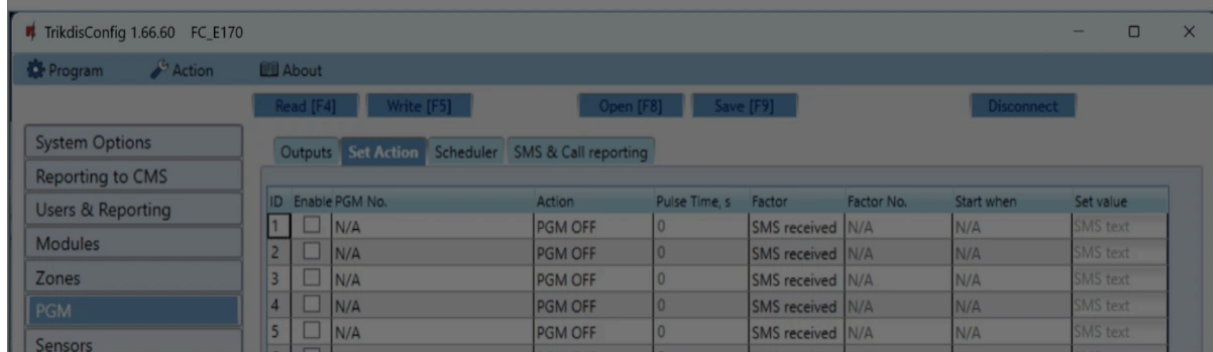 TrikdisConfig 1.66.60 FC_E170
Program Action About
Read [F4] Write [F5] Open [F8] Save [F9] Disconnect
System Options
Reporting to CMS
Users & Reporting
Modules
Zones
PGM
Sensors
Outputs Set Action Scheduler SMS & Call reporting
ID Enable PGM No. Action Pulse Time, s Factor Factor No. Start when Set value
1 N/A PGM OFF 0 SMS received N/A N/A SMS text
2 N/A PGM OFF 0 SMS received N/A N/A SMS text
3 N/A PGM OFF 0 SMS received N/A N/A SMS text
4 N/A PGM OFF 0 SMS received N/A N/A SMS text
5 N/A PGM OFF 0 SMS received N/A N/A SMS text